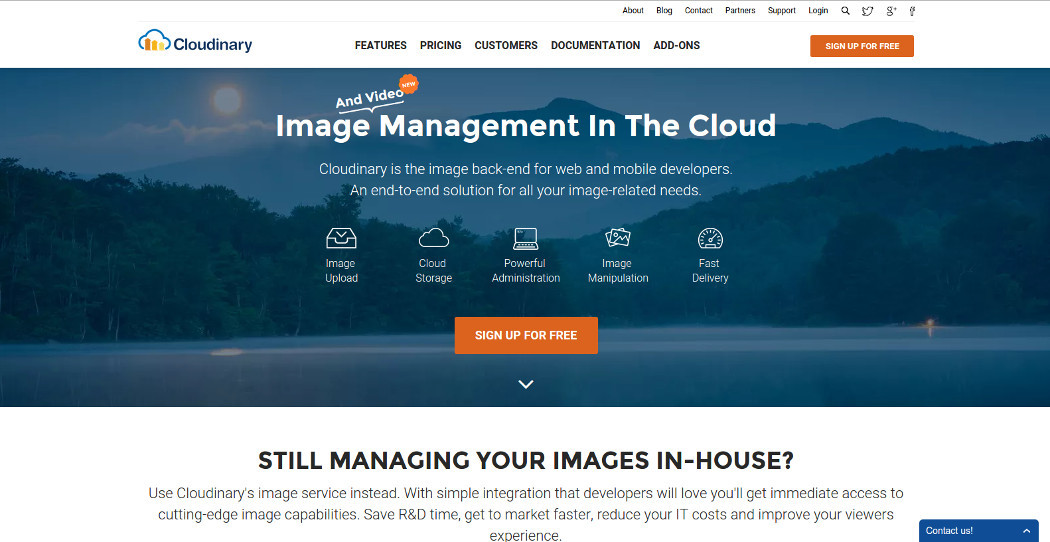 About Blog Contact Partners Support Login
Cloudinary
FEATURES PRICING CUSTOMERS DOCUMENTATION ADD-ONS
SIGN UP FOR FREE
And Video NEW
Image Management In The Cloud
Cloudinary is the image back-end for web and mobile developers.
An end-to-end solution for all your image-related needs.
Image Upload
Cloud Storage
Powerful Administration
Image Manipulation
Fast Delivery
SIGN UP FOR FREE
STILL MANAGING YOUR IMAGES IN-HOUSE?
Use Cloudinary's image service instead. With simple integration that developers will love you'll get immediate access to
cutting-edge image capabilities. Save R&D time, get to market faster, reduce your IT costs and improve your viewers
experience.
Contact us!